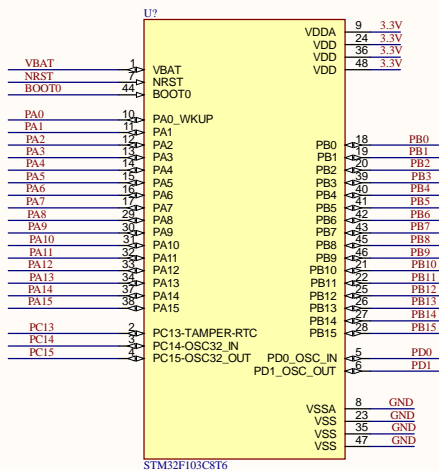 U?
VDDA 9 3.3V
VDD 24 3.3V
VDD 36 3.3V
VDD 48 3.3V
VBAT 1 VBAT
NRST 7 NRST
BOOT0 44 BOOT0
PA0 10 PA0_WKUP
PA1 11 PA1
PA2 12 PA2
PA3 13 PA3
PA4 14 PA4
PA5 15 PA5
PA6 16 PA6
PA7 17 PA7
PA8 29 PA8
PA9 30 PA9
PA10 31 PA10
PA11 32 PA11
PA12 33 PA12
PA13 34 PA13
PA14 37 PA14
PA15 38 PA15
PC13 2 PC13-TAMPER-RTC
PC14 3 PC14-OSC32_IN
PC15 4 PC15-OSC32_OUT
PB0 18 PB0
PB1 19 PB1
PB2 20 PB2
PB3 39 PB3
PB4 40 PB4
PB5 41 PB5
PB6 42 PB6
PB7 43 PB7
PB8 45 PB8
PB9 46 PB9
PB10 21 PB10
PB11 22 PB11
PB12 25 PB12
PB13 26 PB13
PB14 27 PB14
PB15 28 PB15
PD0_OSC_IN 5 PD0
PD1_OSC_OUT 6 PD1
VSSA 8 GND
VSS 23 GND
VSS 35 GND
VSS 47 GND
STM32F103C8T6